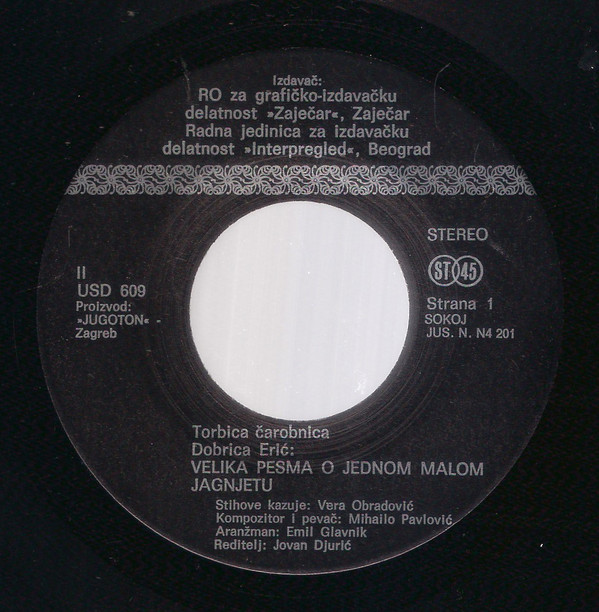 Izdavač:
RO za grafičko-izdavačku
delatnost »Zaječar«, Zaječar
Radna jedinica za izdavačku
delatnost »Interpregled«, Beograd
STEREO
ST 45
II
USD 609
Proizvod:
»JUGOTON« -
Zagreb
Strana 1
SOKOJ
JUS. N. N4 201
Torbica čarobnica
Dobrica Erić:
VELIKA PESMA O JEDNOM MALOM
JAGNJETU
Stihove kazuje: Vera Obradović
Kompozitor i pevač: Mihailo Pavlović
Aranžman: Emil Glavnik
Reditelj: Jovan Djurić